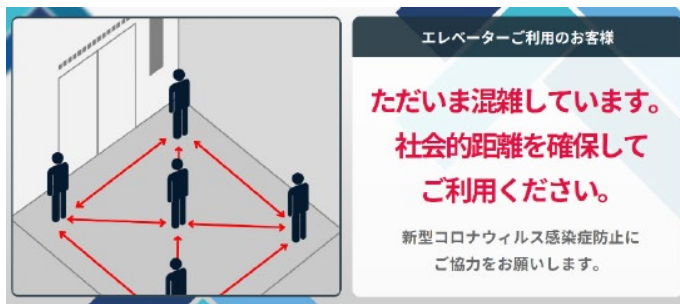 エレベーターご利用のお客様
ただいま混雑しています。
社会的距離を確保して
ご利用ください。
新型コロナウィルス感染症防止に
ご協力をお願いします。